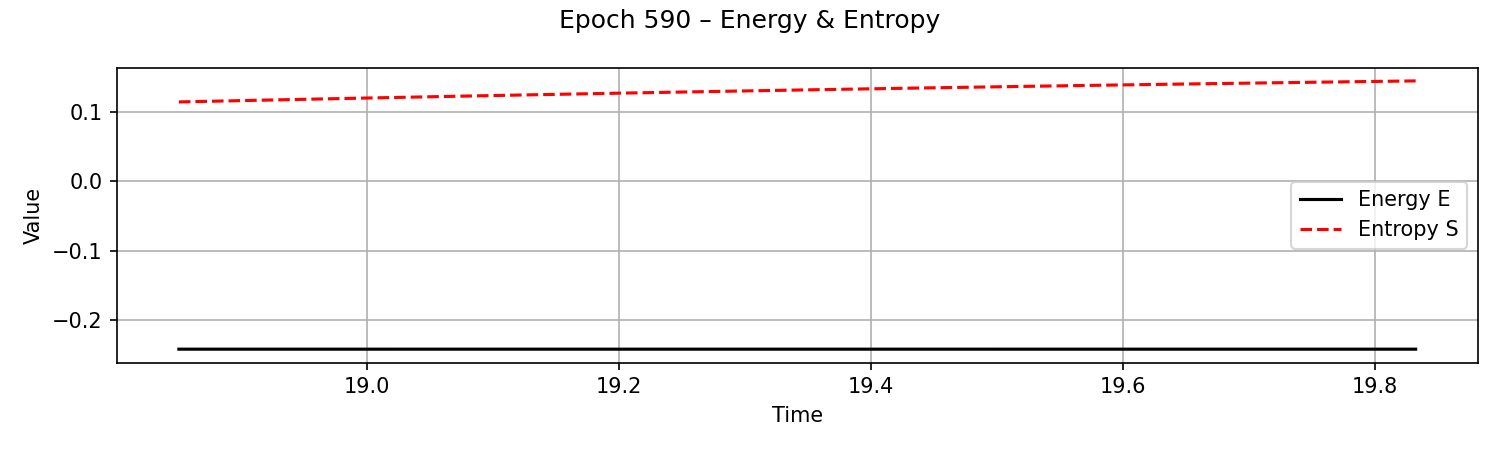 Epoch 590 – Energy & Entropy
Value
0.1
0.0
−0.1
−0.2
Energy E
Entropy S
19.0
19.2
19.4
19.6
19.8
Time